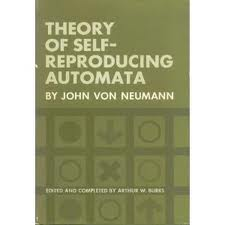 THEORY
OF SELF-
REPRODUCING
AUTOMATA
BY JOHN VON NEUMANN
EDITED AND COMPLETED BY ARTHUR W. BURKS